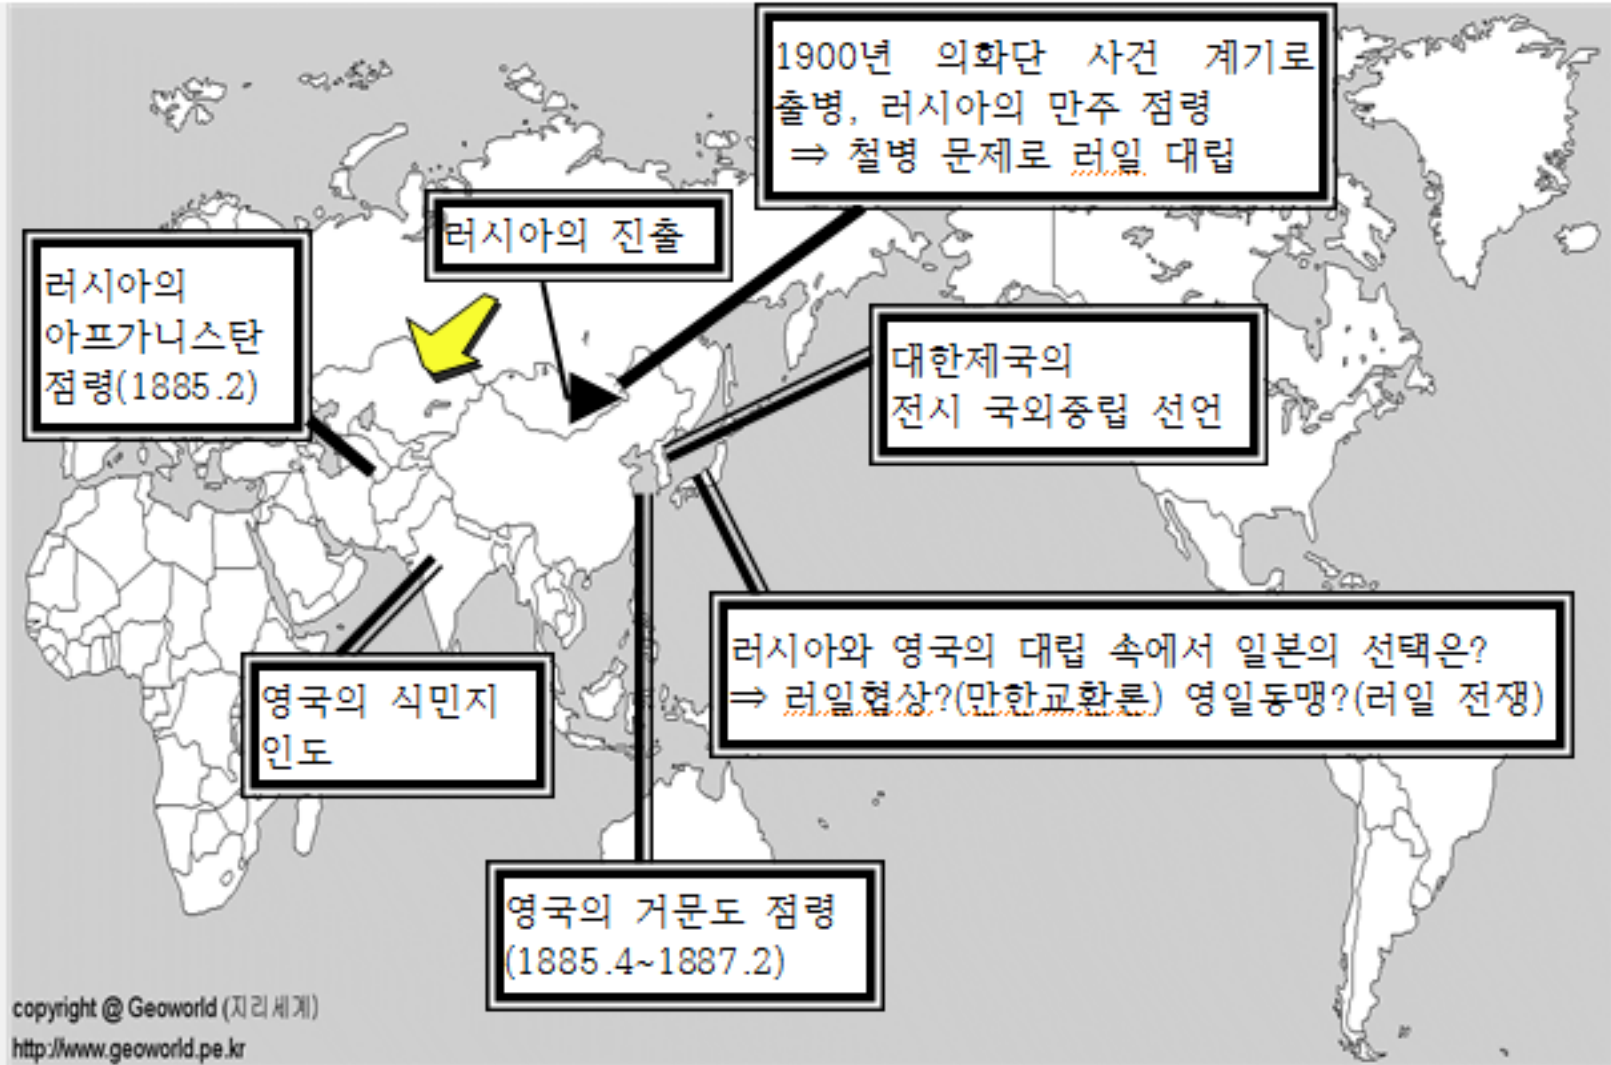 1900년 의화단 사건 계기로
출병, 러시아의 만주 점령
⇒ 철병 문제로 러일 대립
러시아의 진출
러시아의
아프가니스탄
점령(1885.2)
대한제국의
전시 국외중립 선언
러시아와 영국의 대립 속에서 일본의 선택은?
⇒ 러일협상?(만한교환론) 영일동맹?(러일 전쟁)
영국의 식민지
인도
영국의 거문도 점령
(1885.4~1887.2)
copyright @ Geoworld (지리세계)
http://www.geoworld.pe.kr